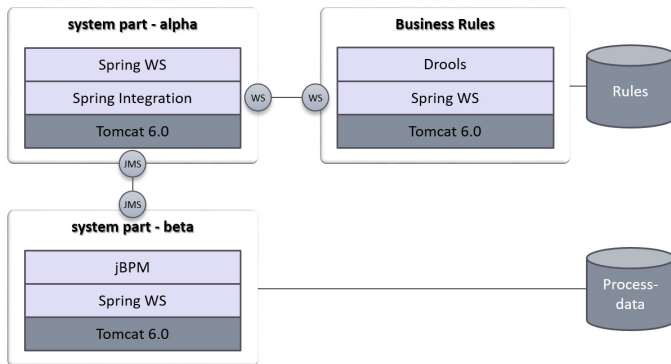 system part - alpha
Spring WS
Spring Integration
Tomcat 6.0
WS
WS
Business Rules
Drools
Spring WS
Tomcat 6.0
Rules
JMS
JMS
system part - beta
jBPM
Spring WS
Tomcat 6.0
Process-
data